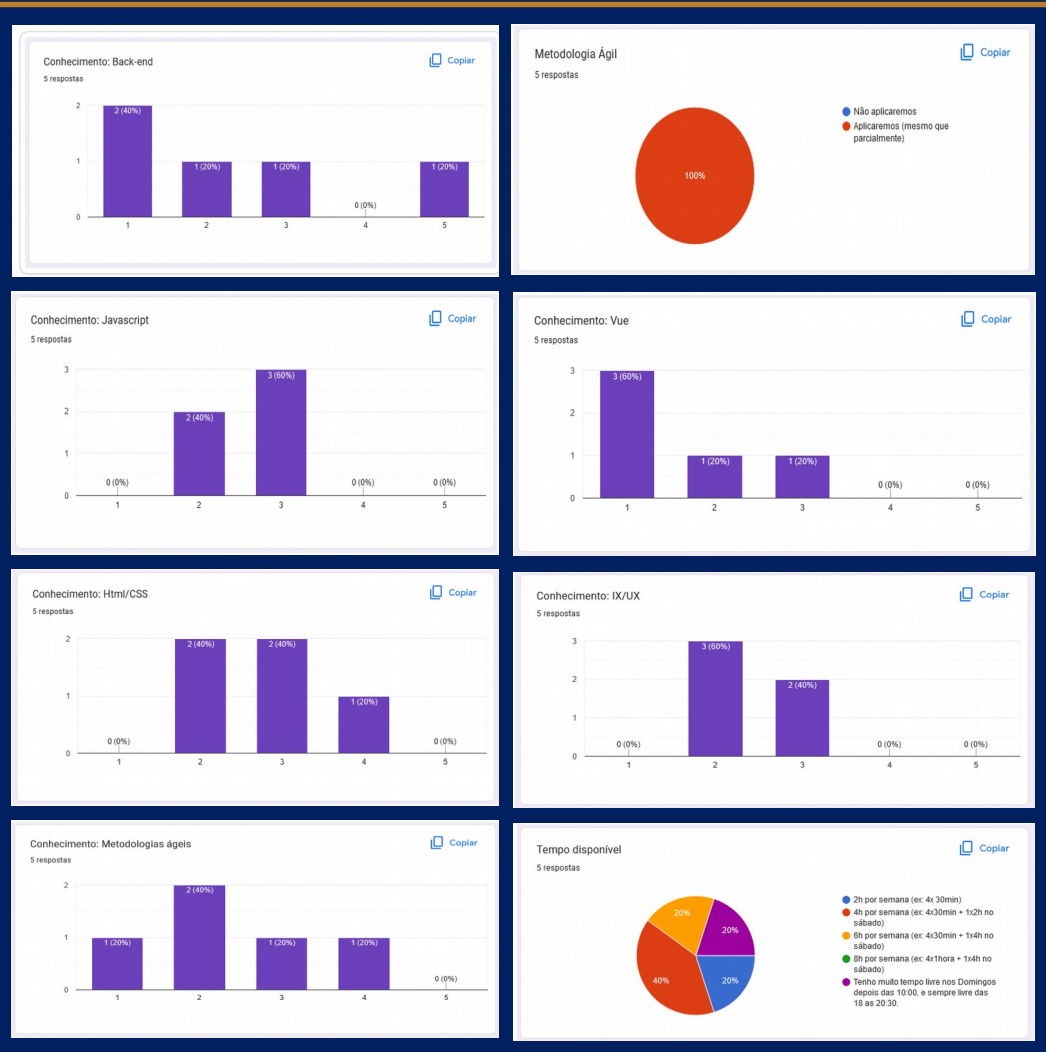 Conhecimento: Back-end
Copiar
5 respostas
2
1
0
2 (40%)
1 (20%)
1 (20%)
0 (0%)
1 (20%)
1
2
3
4
5
Metodologia Ágil
Copiar
5 respostas
100%
Não aplicaremos
Aplicaremos (mesmo que
parcialmente)
Conhecimento: Javascript
Copiar
5 respostas
3
2
1
0
0 (0%)
2 (40%)
3 (60%)
0 (0%)
0 (0%)
1
2
3
4
5
Conhecimento: Vue
Copiar
5 respostas
3
2
1
0
3 (60%)
1 (20%)
1 (20%)
0 (0%)
0 (0%)
1
2
3
4
5
Conhecimento: Html/CSS
Copiar
5 respostas
2
1
0
0 (0%)
2 (40%)
2 (40%)
1 (20%)
0 (0%)
1
2
3
4
5
Conhecimento: IX/UX
Copiar
5 respostas
3
2
1
0
0 (0%)
3 (60%)
2 (40%)
0 (0%)
0 (0%)
1
2
3
4
5
Conhecimento: Metodologias ágeis
Copiar
5 respostas
2
1
0
1 (20%)
2 (40%)
1 (20%)
1 (20%)
0 (0%)
1
2
3
4
5
Tempo disponível
Copiar
5 respostas
20%
20%
40%
20%
2h por semana (ex: 4x 30min)
4h por semana (ex: 4x30min + 1x2h no
sábado)
6h por semana (ex: 4x30min + 1x4h no
sábado)
8h por semana (ex: 4x1hora + 1x4h no
sábado)
Tenho muito tempo livre nos Domingos
depois das 10:00, e sempre livre das
18 as 20:30.